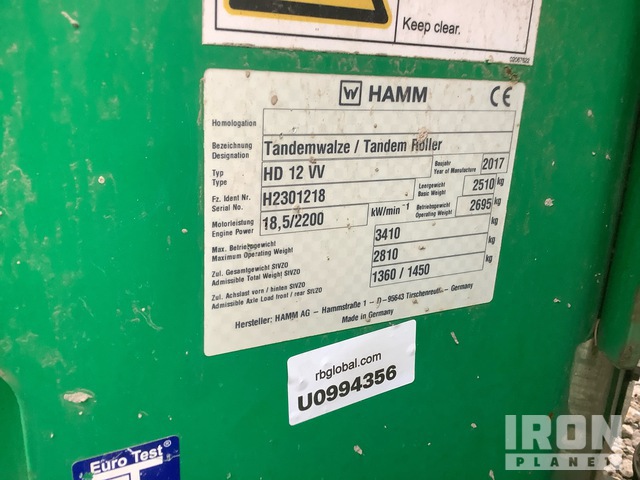 Keep clear.
02067522
HAMM CE
Homologation
Bezeichnung
Designation
Tandemwalze / Tandem Roller
Typ
Type
HD 12 VV
Baujahr
Year of Manufacture
2017
Fz. Ident Nr.
Serial No.
H2301218
Leergewicht
Basic Weight
2510 kg
Motorleistung
Engine Power
18,5/2200
kW/min⁻¹
Betriebsgewicht
Operating Weight
2695 kg
Max. Betriebsgewicht
Maximum Operating Weight
3410 kg
Zul. Gesamtgewicht StVZO
Admissible Total Weight StVZO
2810 kg
Zul. Achslast vorn / hinten StVZO
Admissible Axle Load front / rear StVZO
1360 / 1450 kg
Hersteller: HAMM AG – Hammstraße 1 – D-95643 Tirschenreuth – Germany
Made in Germany
rbglobal.com
U0994356
Euro Test
IRON
PLANET